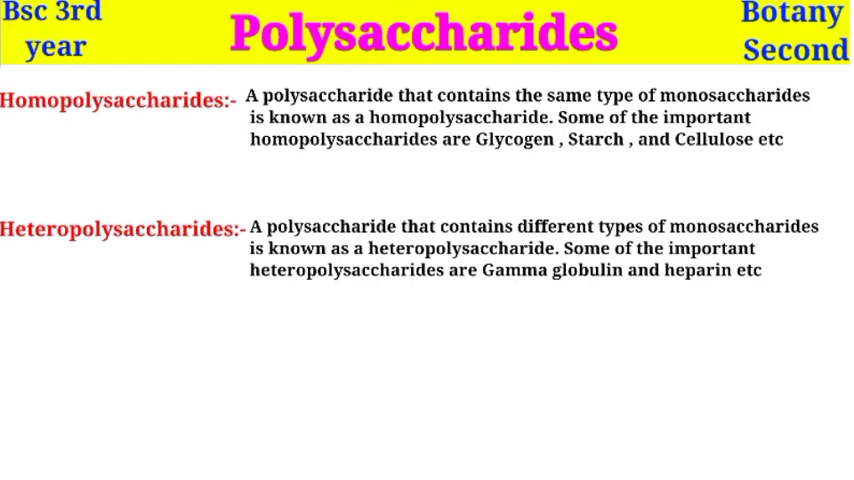 Bsc 3rd
year
Polysaccharides
Botany
Second
Homopolysaccharides:- A polysaccharide that contains the same type of monosaccharides
is known as a homopolysaccharide. Some of the important
homopolysaccharides are Glycogen , Starch , and Cellulose etc
Heteropolysaccharides:- A polysaccharide that contains different types of monosaccharides
is known as a heteropolysaccharide. Some of the important
heteropolysaccharides are Gamma globulin and heparin etc